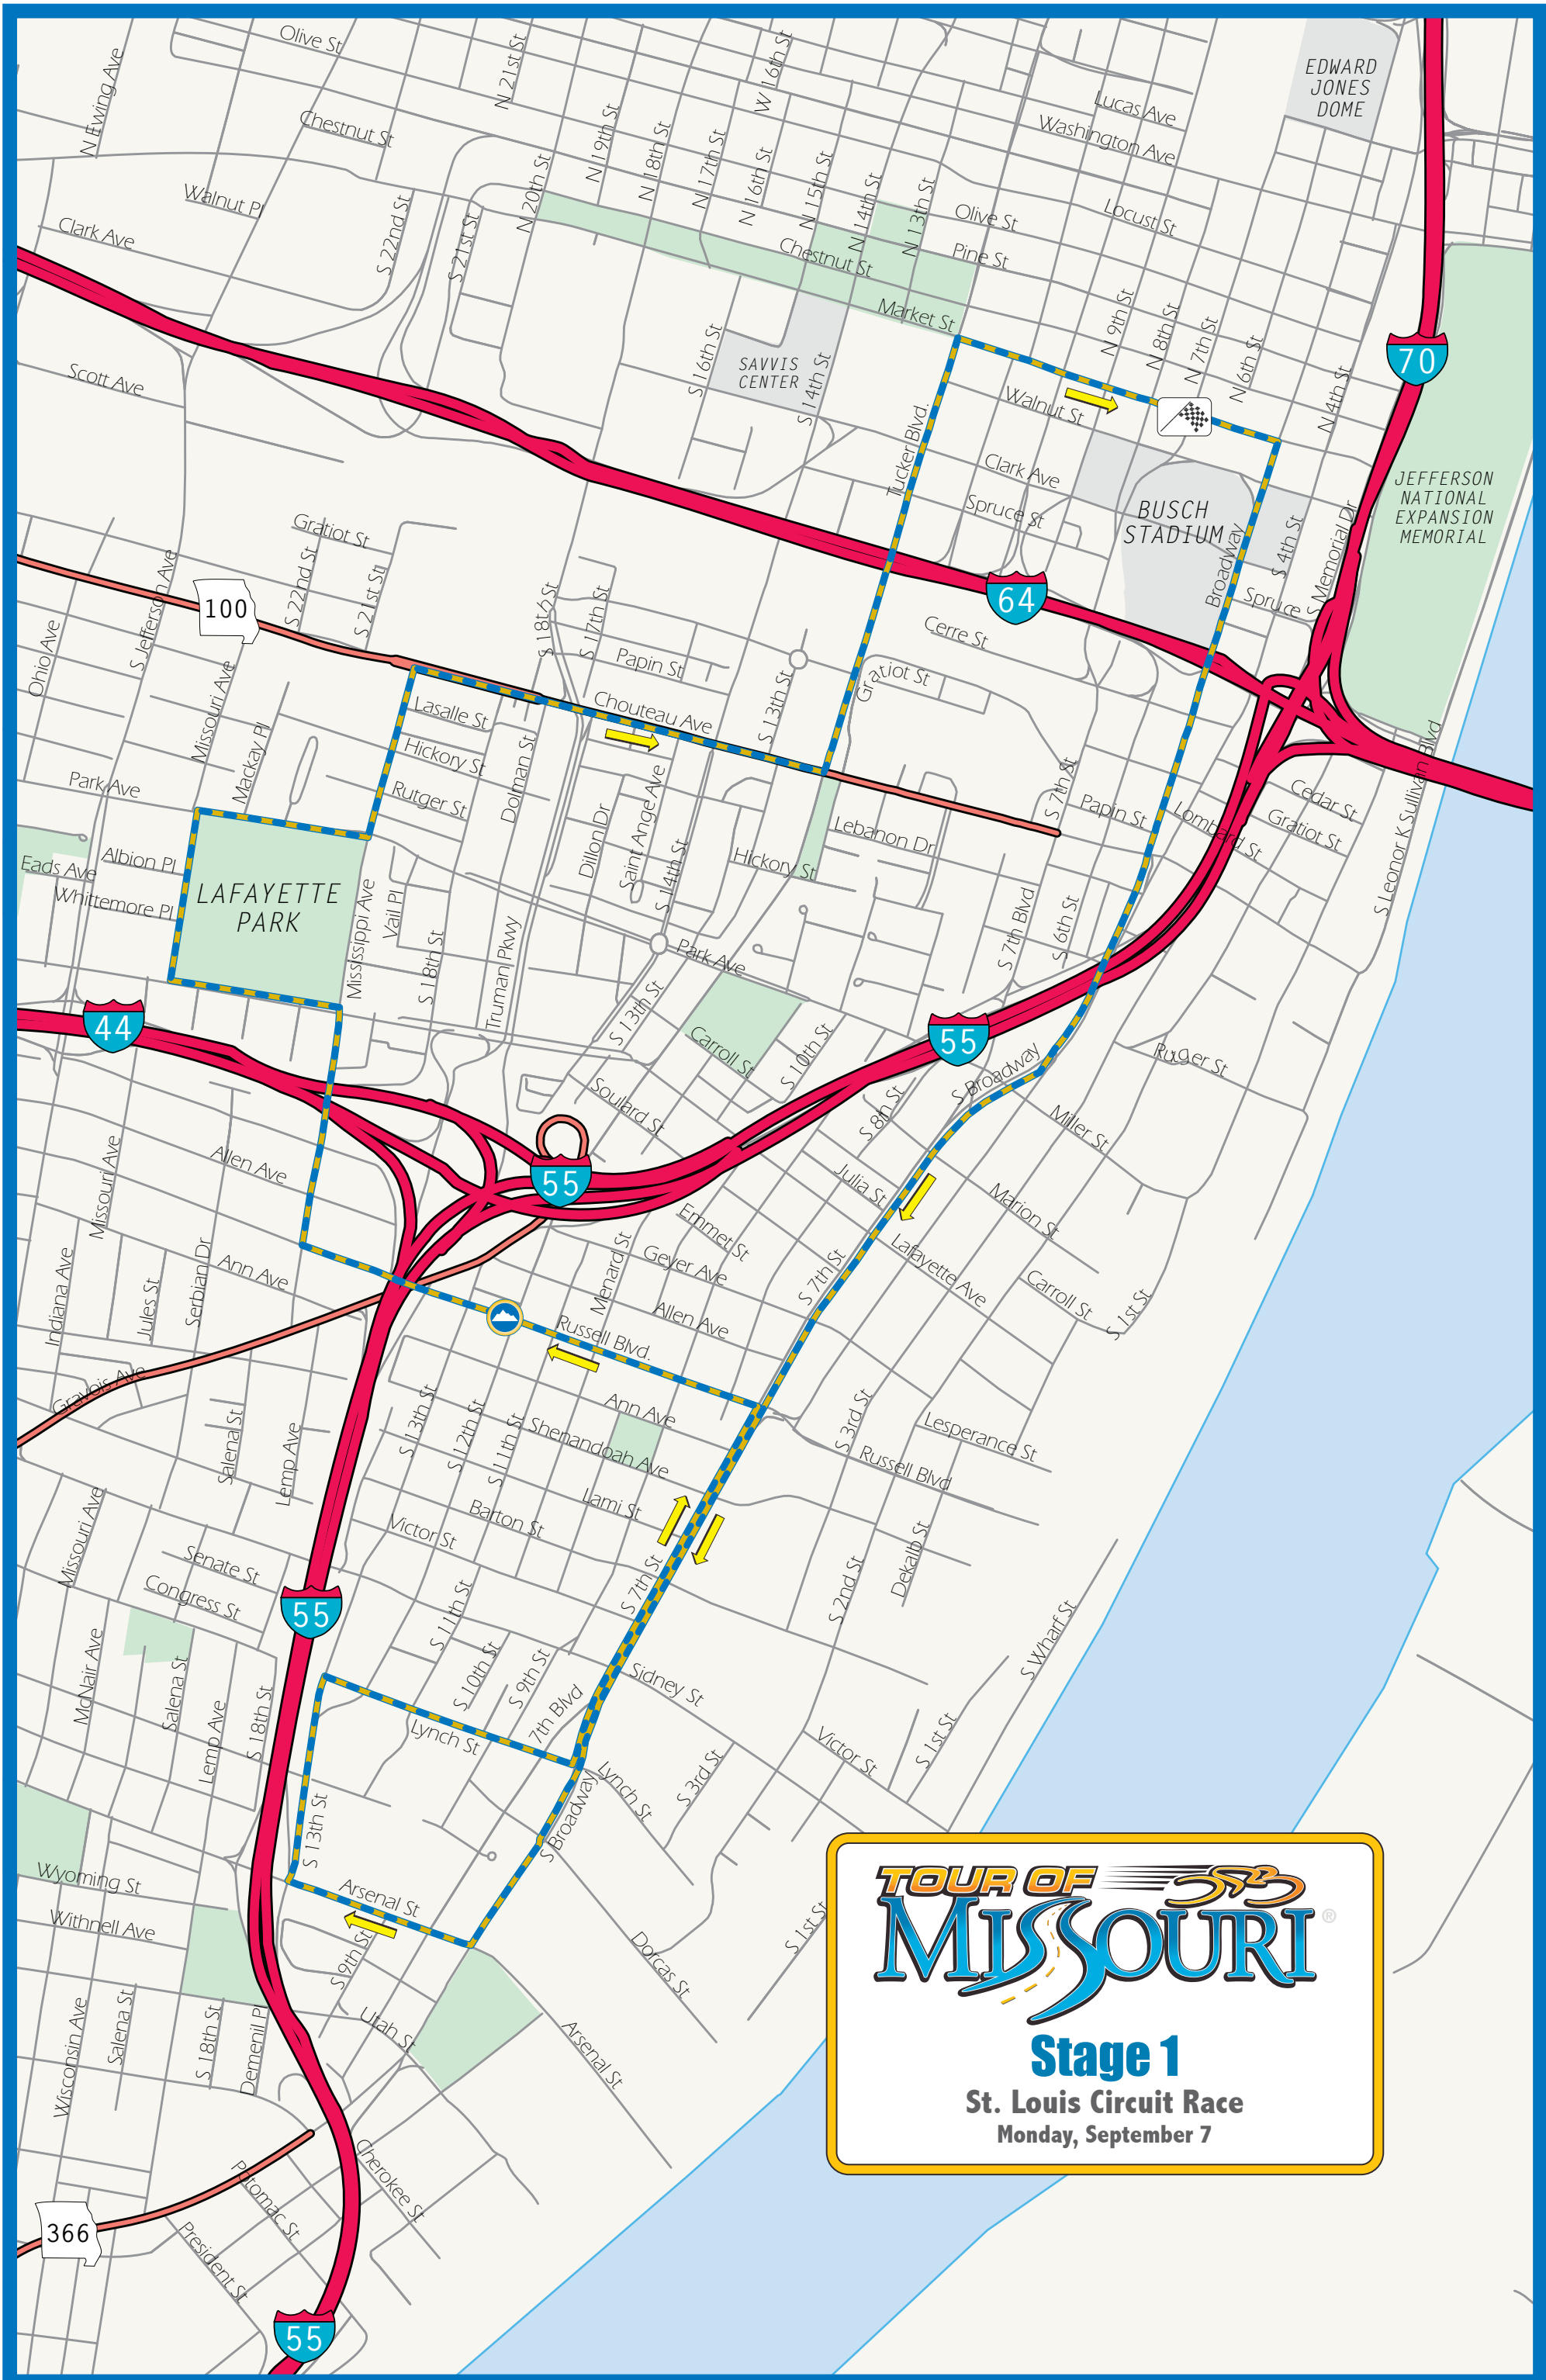 Olive St
N 21st St
W 16th St
EDWARD
JONES
DOME
N Ewing Ave
Chestnut St
N 19th St
N 18th St
N 17th St
N 16th St
N 15th St
N 14th St
N 13th St
Lucas Ave
Washington Ave
N 20th St
Walnut Pl
Clark Ave
S 22nd St
S 21st St
Olive St
Locust St
Chestnut St
Pine St
Market St
N 9th St
N 8th St
N 7th St
N 6th St
N 4th St
70
S 16th St
SAVVIS
CENTER
S 14th St
Scott Ave
Walnut St
Tucker Blvd.
Clark Ave
Spruce St
BUSCH
STADIUM
Broadway
S 4th St
S Memorial Dr
JEFFERSON
NATIONAL
EXPANSION
MEMORIAL
Gratiot St
S 22nd St
S 21st St
S Jefferson Ave
100
64
Spruce
S 18th St
S 17th St
Cerre St
Ohio Ave
Missouri Ave
Mackay Pl
Papin St
Gratiot St
Lasalle St
Chouteau Ave
S 13th St
Hickory St
Dolman St
Park Ave
Rutger St
Dillon Dr
Saint Ange Ave
S 14th St
S 7th St
Papin St
Lombard St
Cedar St
Gratiot St
S Leonor K Sullivan Blvd
Lebanon Dr
Hickory St
Albion Pl
Eads Ave
Whittemore Pl
LAFAYETTE
PARK
Mississippi Ave
Vail Pl
S 18th St
Truman Pkwy
Park Ave
S 7th Blvd
S 6th St
44
S 13th St
Carroll St
S 10th St
55
S Broadway
Rutger St
Soulard St
S 8th St
Miller St
Missouri Ave
Allen Ave
55
Julia St
Marion St
Emmet St
Geyer Ave
Menard St
S 7th St
Lafayette Ave
Carroll St
S 1st St
Indiana Ave
Jules St
Serbian Dr
Ann Ave
Allen Ave
Russell Blvd.
Gravois Ave
Ann Ave
Shenandoah Ave
S 13th St
S 12th St
S 11th St
S 3rd St
Lesperance St
Russell Blvd
Salena St
Lemp Ave
Lami St
Barton St
Victor St
Missouri Ave
Senate St
Congress St
S 7th St
S 2nd St
Dekalb St
55
S 11th St
S 10th St
S 9th St
7th Blvd
Sidney St
S Wharf St
McNair Ave
Salena St
Lemp Ave
S 18th St
Lynch St
Lynch St
S 3rd St
Victor St
S 1st St
S 13th St
S Broadway
Wyoming St
Withnell Ave
Arsenal St
S 9th St
Dorcas St
S 1st St
Utah St
Arsenal St
Wisconsin Ave
Salena St
S 18th St
Demenil Pl
Cherokee St
Potomac St
President St
366
55
TOUR OF
MISSOURI ®
Stage 1
St. Louis Circuit Race
Monday, September 7